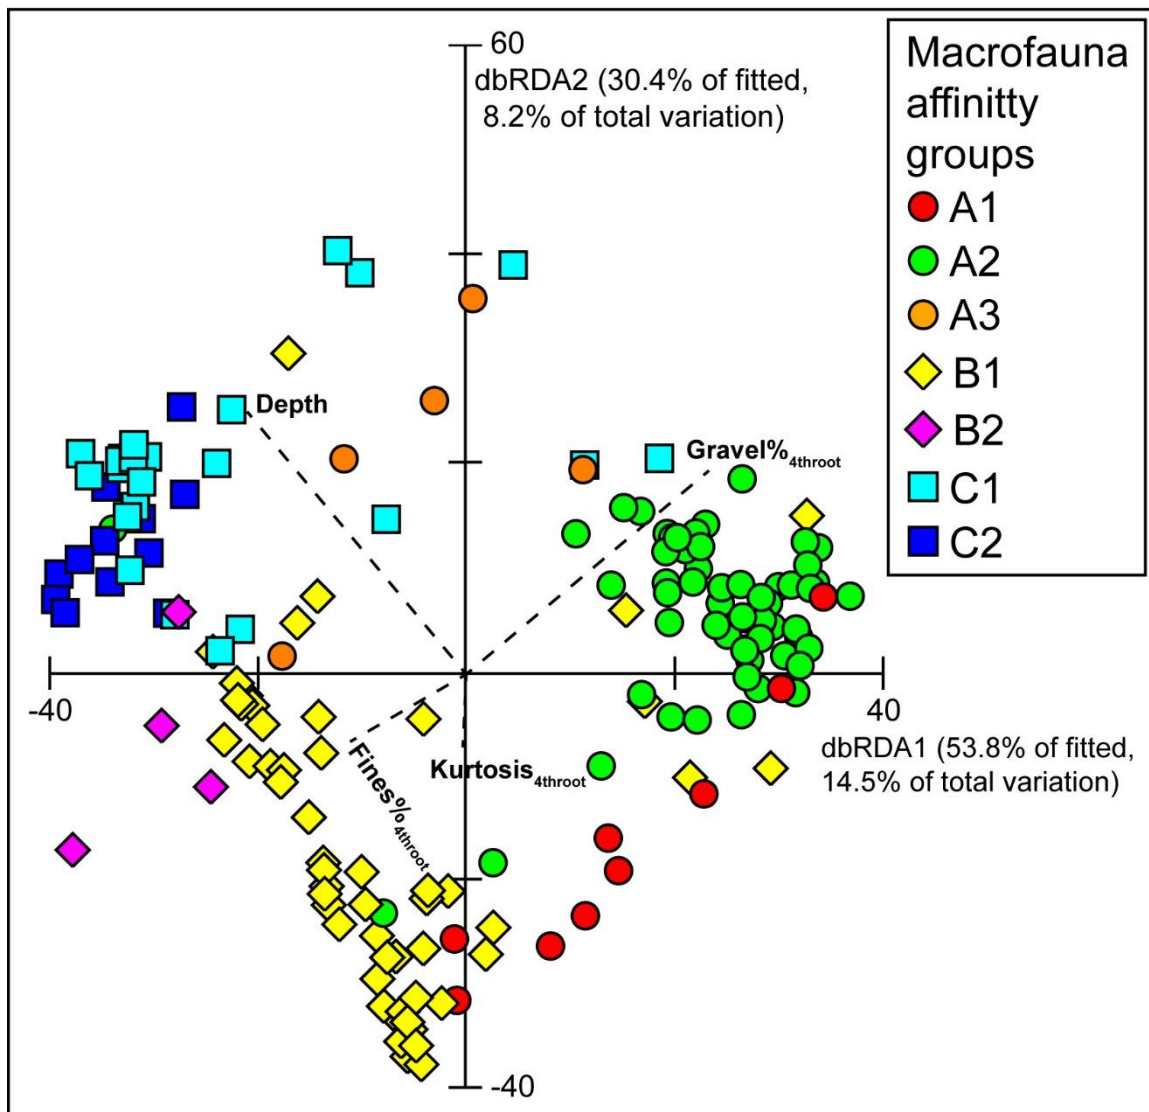 60
dbRDA2 (30.4% of fitted,
8.2% of total variation)
Macrofauna
affinitty
groups
A1
A2
A3
B1
B2
C1
C2
Depth
Gravel%4throot
-40
40
dbRDA1 (53.8% of fitted,
14.5% of total variation)
Fines%4throot
Kurtosis4throot
-40